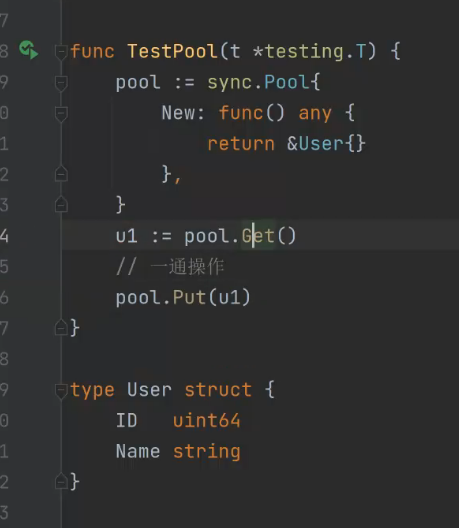 7
8 func TestPool(t *testing.T) {
9     pool := sync.Pool{
0         New: func() any {
1             return &User{}
2         },
3     }
4     u1 := pool.Get()
5     // 一通操作
6     pool.Put(u1)
7 }
8
9 type User struct {
0     ID   uint64
1     Name string
2 }
3